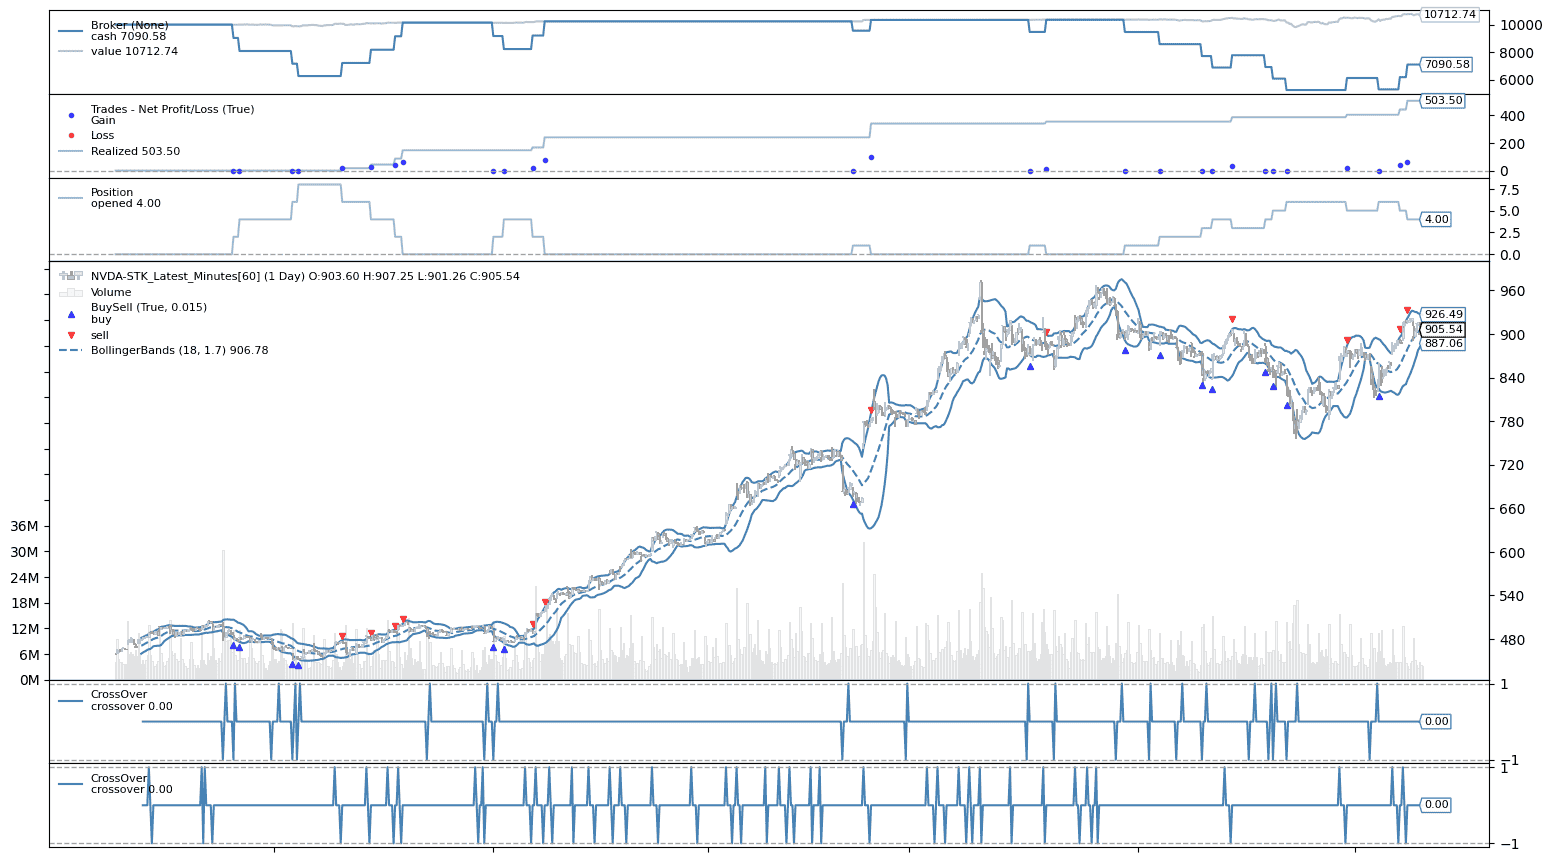 Broker (None)
cash 7090.58
value 10712.74
10712.74
7090.58
10000
8000
6000
Trades - Net Profit/Loss (True)
Gain
Loss
Realized 503.50
503.50
400
200
0
Position
opened 4.00
4.00
7.5
5.0
2.5
0.0
NVDA-STK_Latest_Minutes[60] (1 Day) O:903.60 H:907.25 L:901.26 C:905.54
Volume
BuySell (True, 0.015)
buy
sell
BollingerBands (18, 1.7) 906.78
926.49
905.54
887.06
960
900
840
780
720
660
600
540
480
36M
30M
24M
18M
12M
6M
0M
CrossOver
crossover 0.00
0.00
1
−1
CrossOver
crossover 0.00
0.00
1
−1